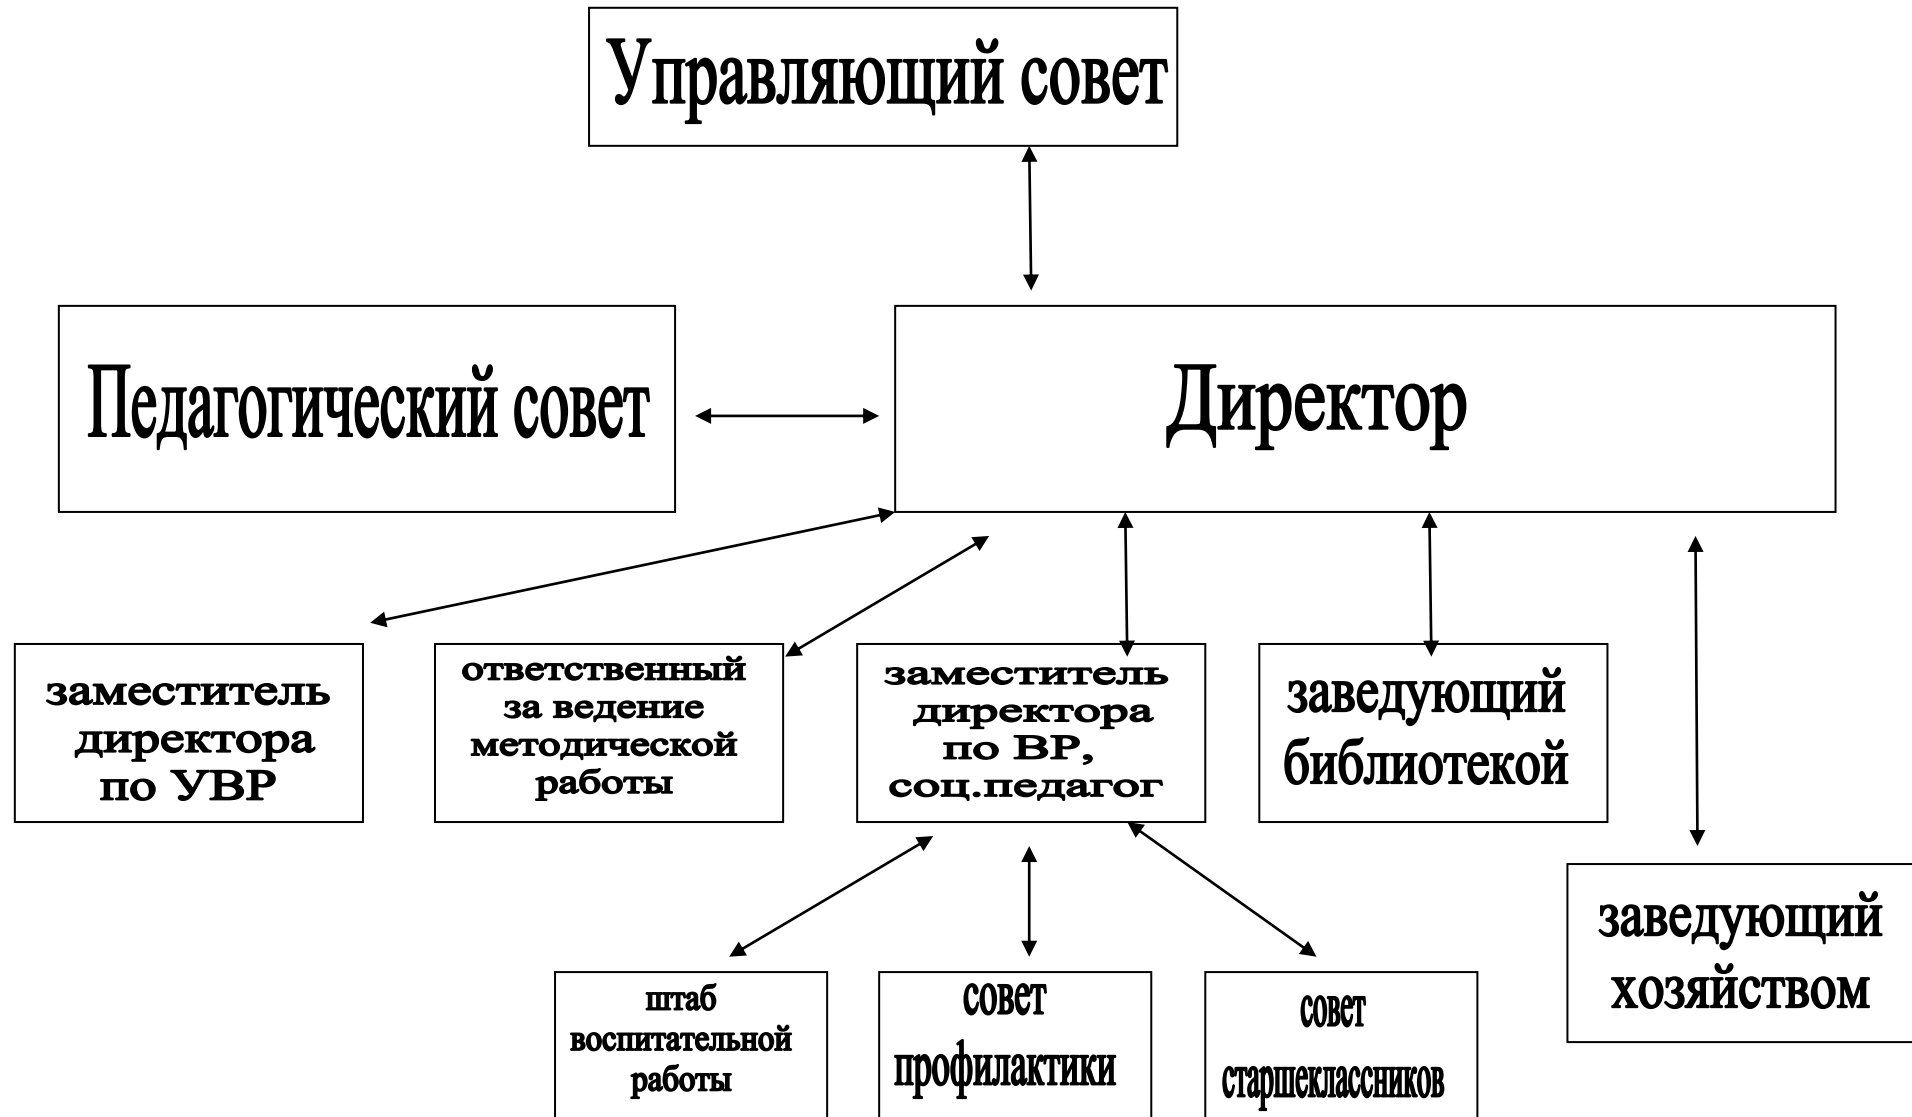 Управляющий совет
Педагогический совет
Директор
заместитель
директора
по УВР
ответственный
за ведение
методической
работы
заместитель
директора
по ВР,
соц.педагог
заведующий
библиотекой
заведующий
хозяйством
штаб
воспитательной
работы
совет
профилактики
совет
старшеклассников